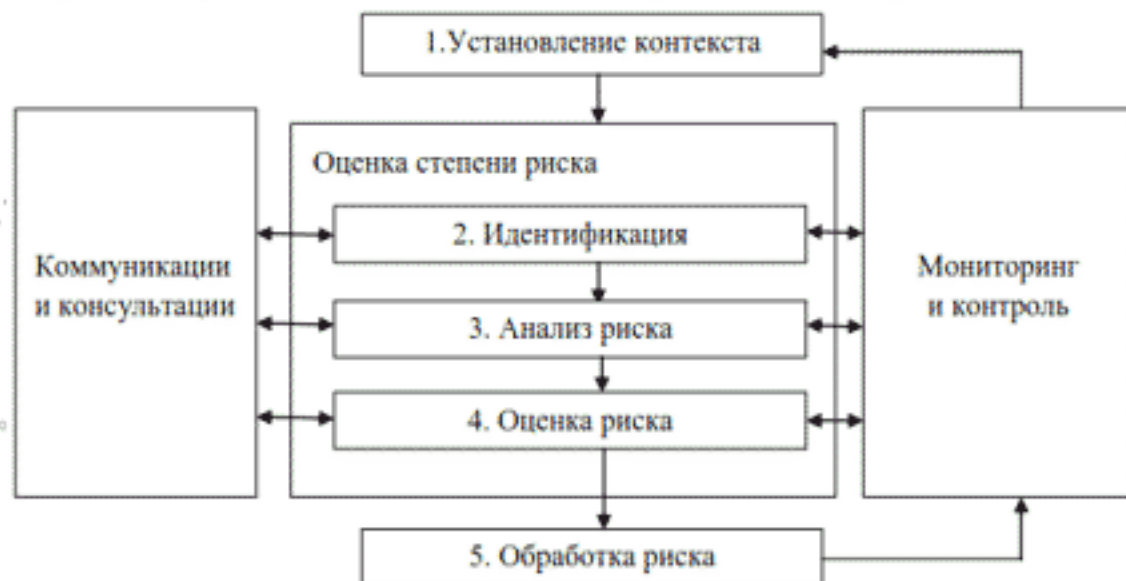 1.Установление контекста
Оценка степени риска
2. Идентификация
Коммуникации
и консультации
Мониторинг
и контроль
3. Анализ риска
4. Оценка риска
5. Обработка риска